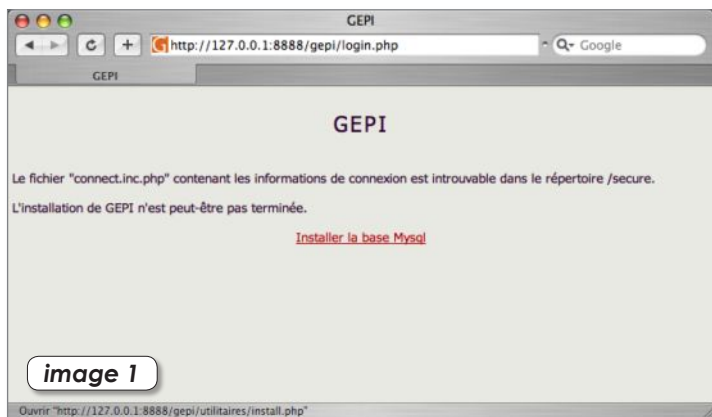 GEPI
http://127.0.0.1:8888/gepi/login.php
Google
GEPI
GEPI
Le fichier "connect.inc.php" contenant les informations de connexion est introuvable dans le répertoire /secure.
L'installation de GEPI n'est peut-être pas terminée.
Installer la base Mysql
image 1
Ouvrir "http://127.0.0.1:8888/gepi/utilitaires/install.php"